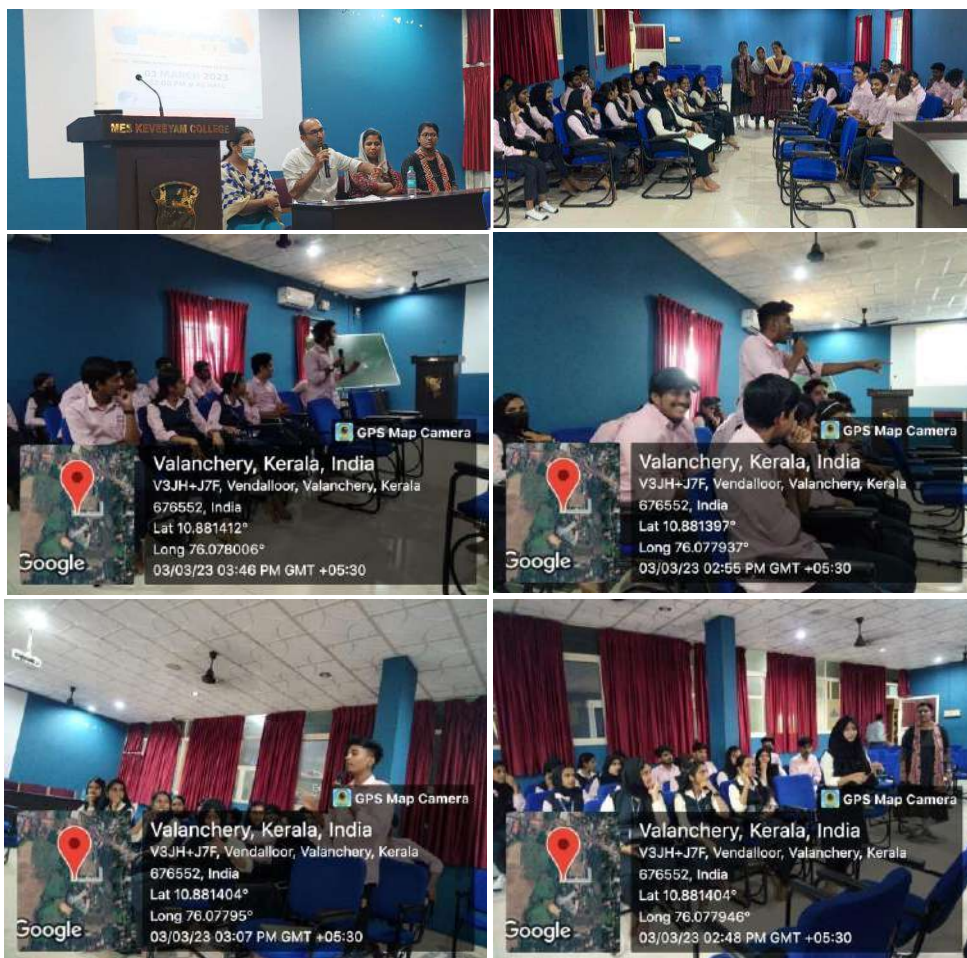 03 MARCH 2023
MES KEVEEYAM COLLEGE
GPS Map Camera
Valanchery, Kerala, India
V3JH+J7F, Vendalloor, Valanchery, Kerala
676552, India
Lat 10.881412°
Long 76.078006°
03/03/23 03:46 PM GMT +05:30
Google
GPS Map Camera
Valanchery, Kerala, India
V3JH+J7F, Vendalloor, Valanchery, Kerala
676552, India
Lat 10.881397°
Long 76.077937°
03/03/23 02:55 PM GMT +05:30
Google
GPS Map Camera
Valanchery, Kerala, India
V3JH+J7F, Vendalloor, Valanchery, Kerala
676552, India
Lat 10.881404°
Long 76.07795°
03/03/23 03:07 PM GMT +05:30
Google
GPS Map Camera
Valanchery, Kerala, India
V3JH+J7F, Vendalloor, Valanchery, Kerala
676552, India
Lat 10.881404°
Long 76.077946°
03/03/23 02:48 PM GMT +05:30
Google